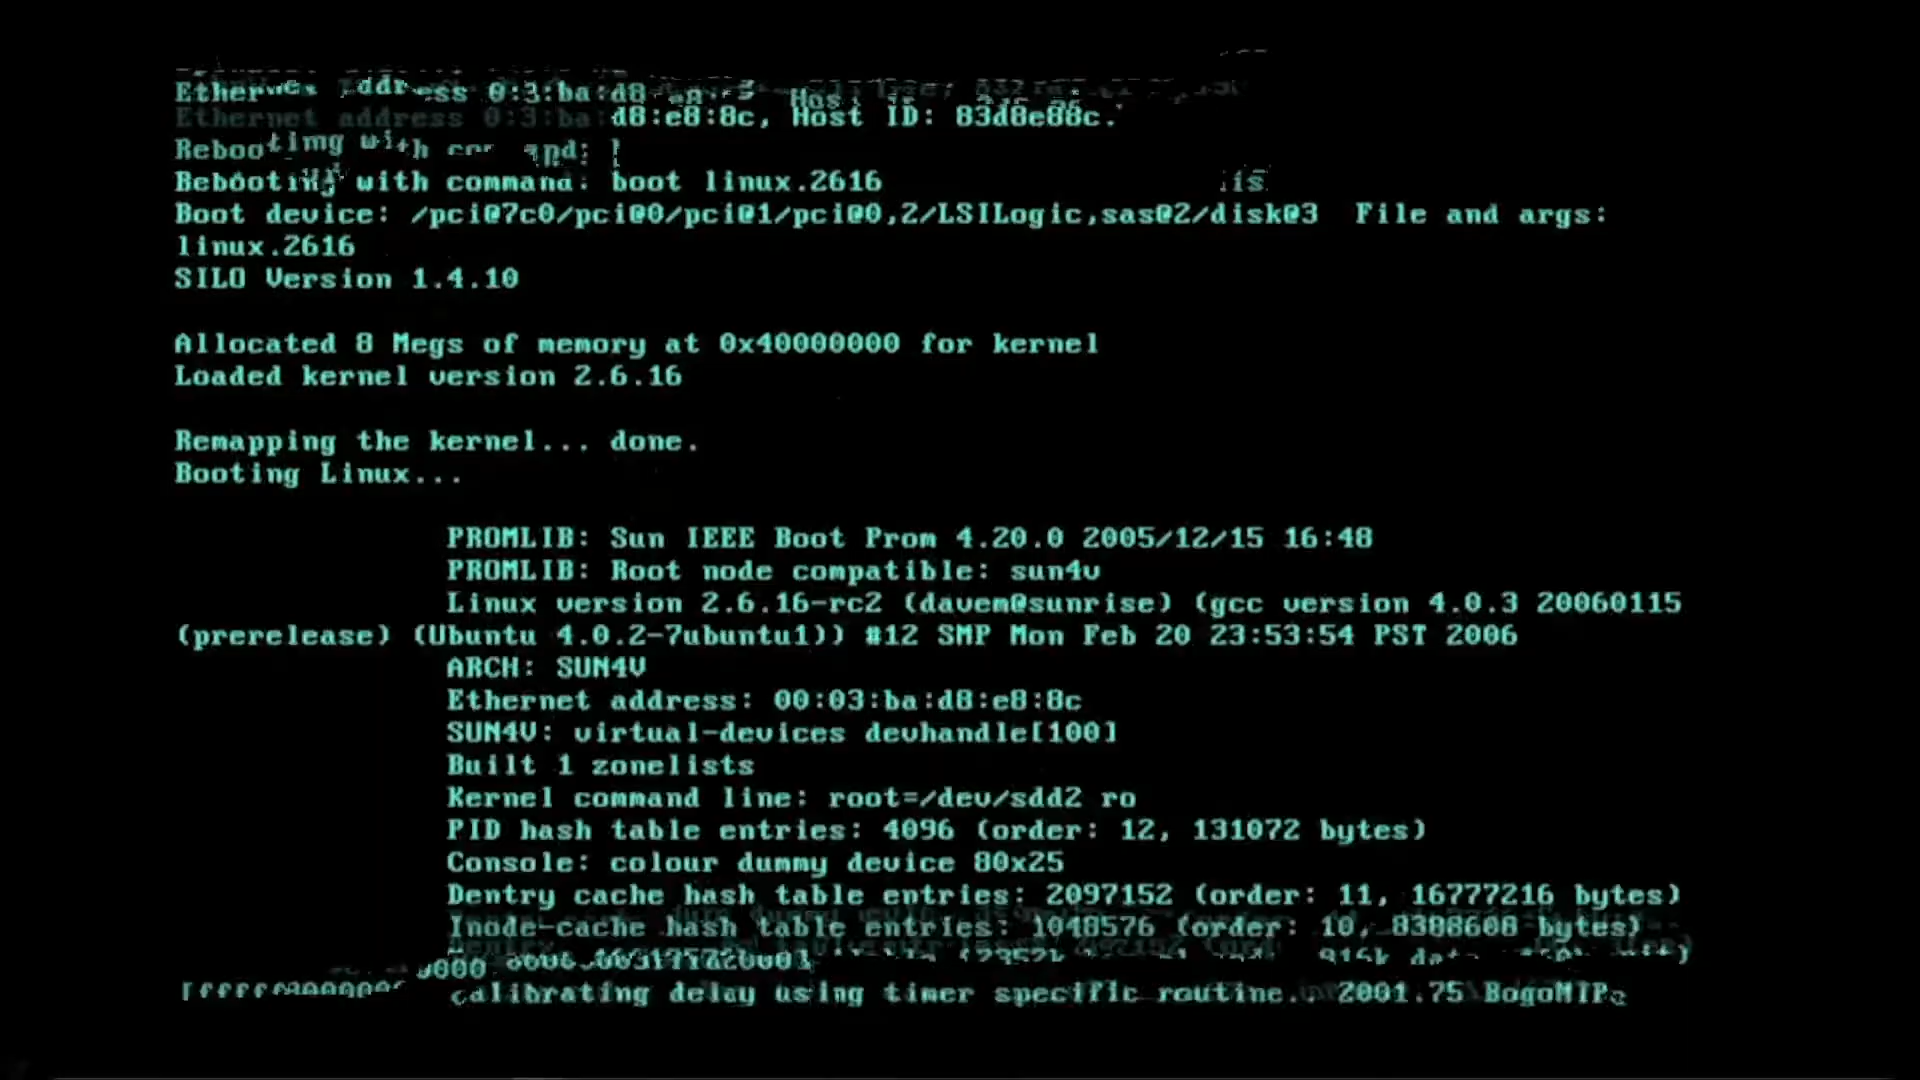 Ethernet address 0:3:ba:d8:e8:8c, Host ID: 83d8e88c.
Rebooting with command: boot linux.2616
Boot device: /pci@7c0/pci@0/pci@1/pci@0,2/LSILogic,sas@2/disk@3  File and args:
linux.2616
SILO Version 1.4.10
Allocated 8 Megs of memory at 0x40000000 for kernel
Loaded kernel version 2.6.16
Remapping the kernel... done.
Booting Linux...
PROMLIB: Sun IEEE Boot Prom 4.20.0 2005/12/15 16:48
PROMLIB: Root node compatible: sun4v
Linux version 2.6.16-rc2 (davem@sunrise) (gcc version 4.0.3 20060115
(prerelease) (Ubuntu 4.0.2-7ubuntu1)) #12 SMP Mon Feb 20 23:53:54 PST 2006
ARCH: SUN4V
Ethernet address: 00:03:ba:d8:e8:8c
SUN4V: virtual-devices devhandle[100]
Built 1 zonelists
Kernel command line: root=/dev/sdd2 ro
PID hash table entries: 4096 (order: 12, 131072 bytes)
Console: colour dummy device 80x25
Dentry cache hash table entries: 2097152 (order: 11, 16777216 bytes)
Inode-cache hash table entries: 1048576 (order: 10, 8388608 bytes)
Calibrating delay using timer specific routine.. 2001.75 BogoMIPS